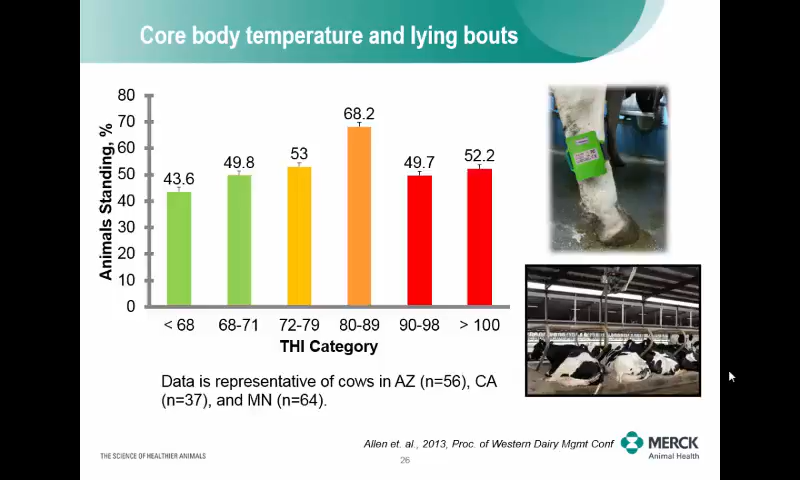 Core body temperature and lying bouts
Animals Standing, %
80
70
60
50
40
30
20
10
0
43.6
49.8
53
68.2
49.7
52.2
< 68
68-71
72-79
80-89
90-98
> 100
THI Category
Data is representative of cows in AZ (n=56), CA
(n=37), and MN (n=64).
Allen et. al., 2013, Proc. of Western Dairy Mgmt Conf
MERCK
Animal Health
THE SCIENCE OF HEALTHIER ANIMALS
26